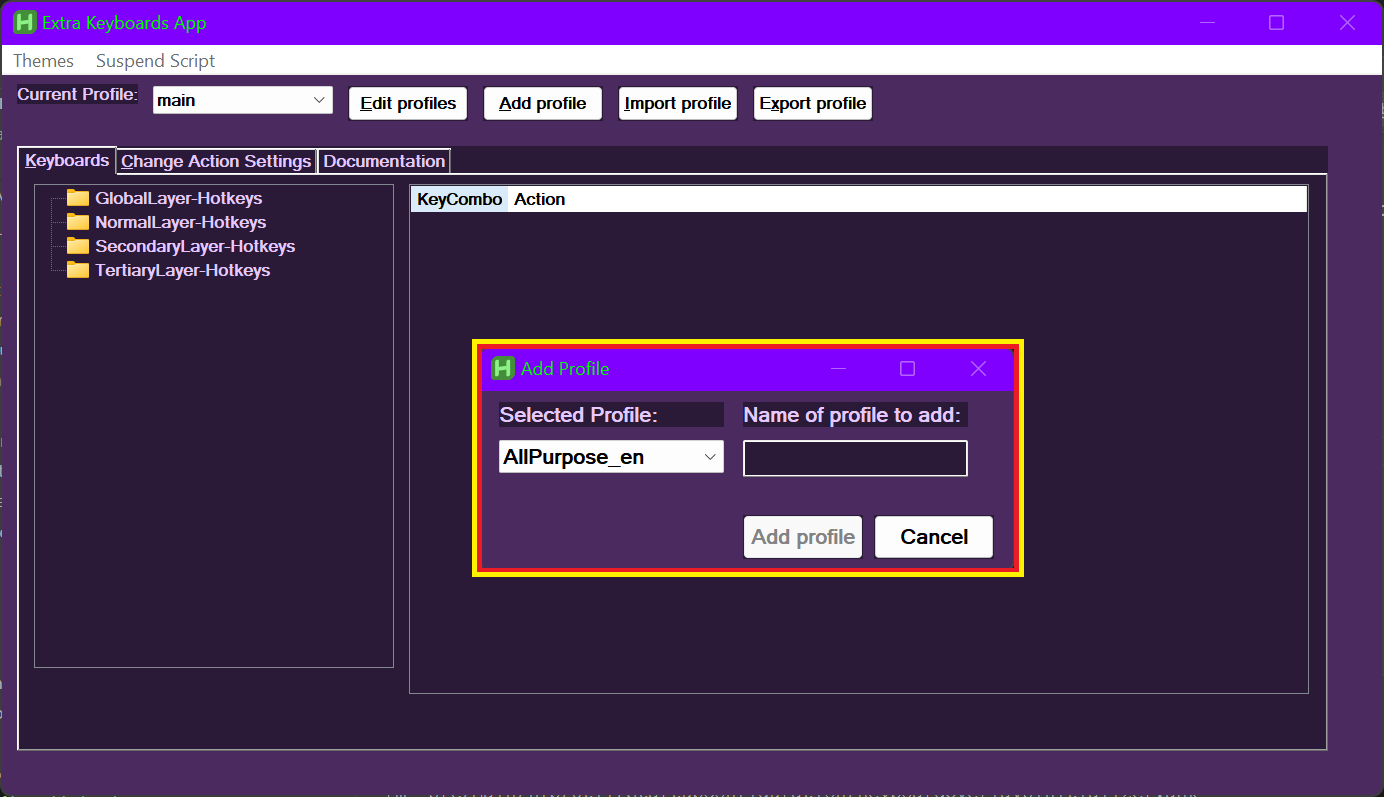 Extra Keyboards App
Themes Suspend Script
Current Profile: main Edit profiles Add profile Import profile Export profile
Keyboards Change Action Settings Documentation
GlobalLayer-Hotkeys
NormalLayer-Hotkeys
SecondaryLayer-Hotkeys
TertiaryLayer-Hotkeys
KeyCombo Action
Add Profile
Selected Profile: Name of profile to add:
AllPurpose_en
Add profile Cancel